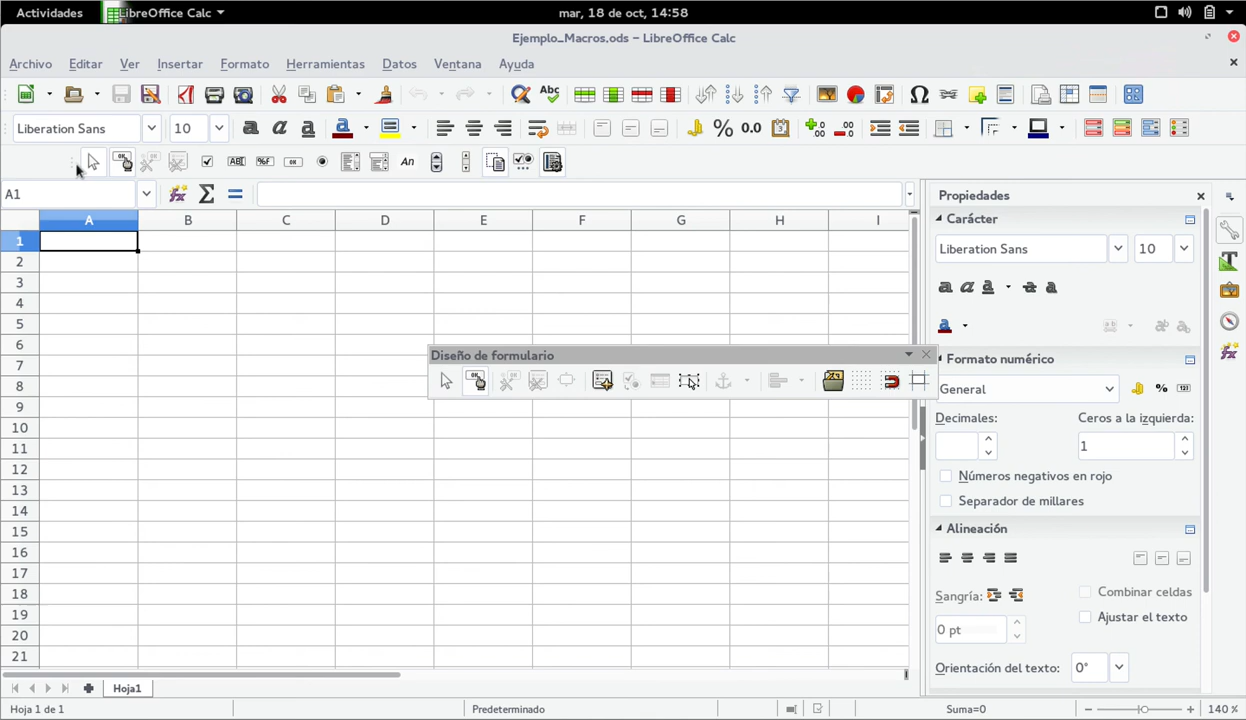 Actividades LibreOffice Calc mar, 18 de oct, 14:58
Ejemplo_Macros.ods – LibreOffice Calc
Archivo Editar Ver Insertar Formato Herramientas Datos Ventana Ayuda
Liberation Sans 10
A1
A B C D E F G H I
1
2
3
4
5
6
7
8
9
10
11
12
13
14
15
16
17
18
19
20
21
Diseño de formulario
Propiedades
Carácter
Liberation Sans 10
Formato numérico
General
Decimales: Ceros a la izquierda:
1
Números negativos en rojo
Separador de millares
Alineación
Sangría: Combinar celdas
0 pt Ajustar el texto
Orientación del texto: 0°
Hoja1
Hoja 1 de 1 Predeterminado Suma=0 140 %